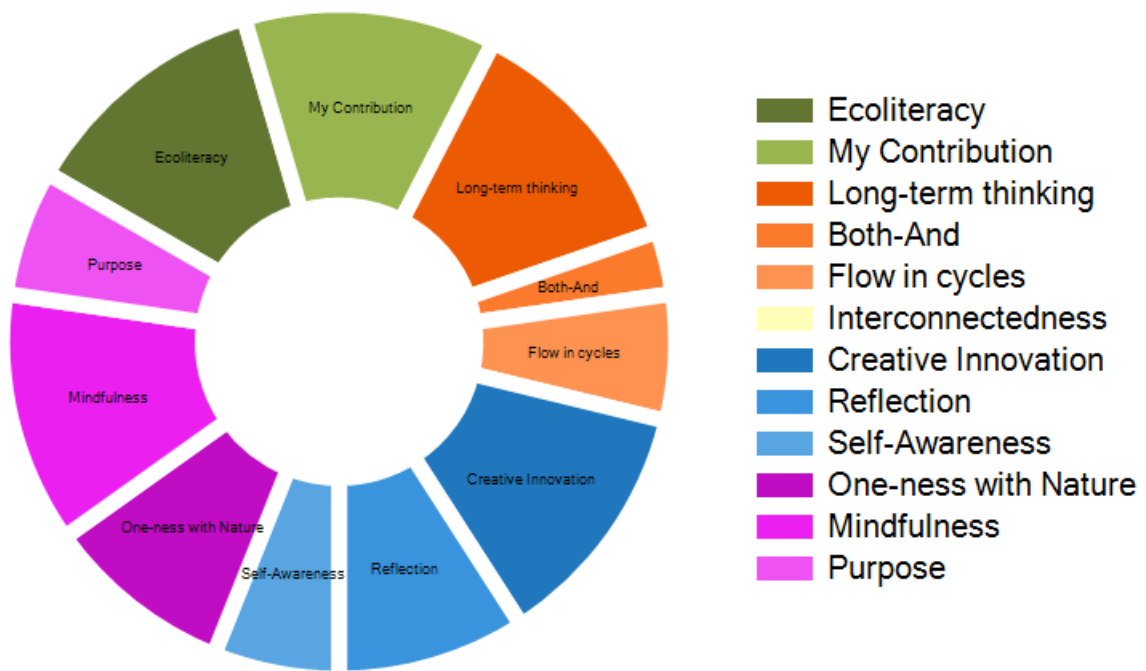 My Contribution
Ecoliteracy
Long-term thinking
Purpose
Both-And
Flow in cycles
Mindfulness
Creative Innovation
One-ness with Nature
Self-Awareness
Reflection
Ecoliteracy
My Contribution
Long-term thinking
Both-And
Flow in cycles
Interconnectedness
Creative Innovation
Reflection
Self-Awareness
One-ness with Nature
Mindfulness
Purpose